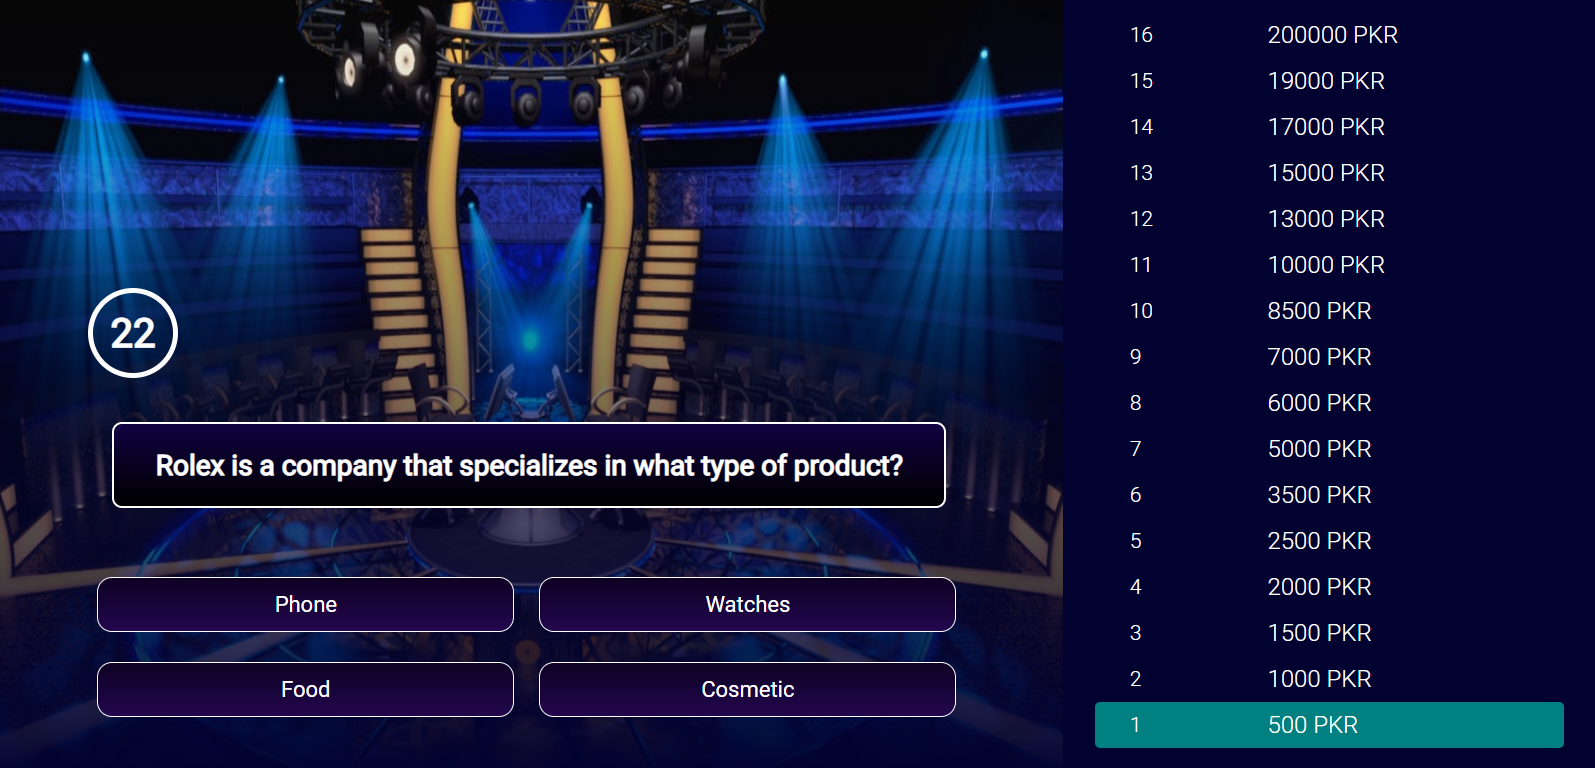 22
Rolex is a company that specializes in what type of product?
Phone
Watches
Food
Cosmetic
16 200000 PKR
15 19000 PKR
14 17000 PKR
13 15000 PKR
12 13000 PKR
11 10000 PKR
10 8500 PKR
9 7000 PKR
8 6000 PKR
7 5000 PKR
6 3500 PKR
5 2500 PKR
4 2000 PKR
3 1500 PKR
2 1000 PKR
1 500 PKR